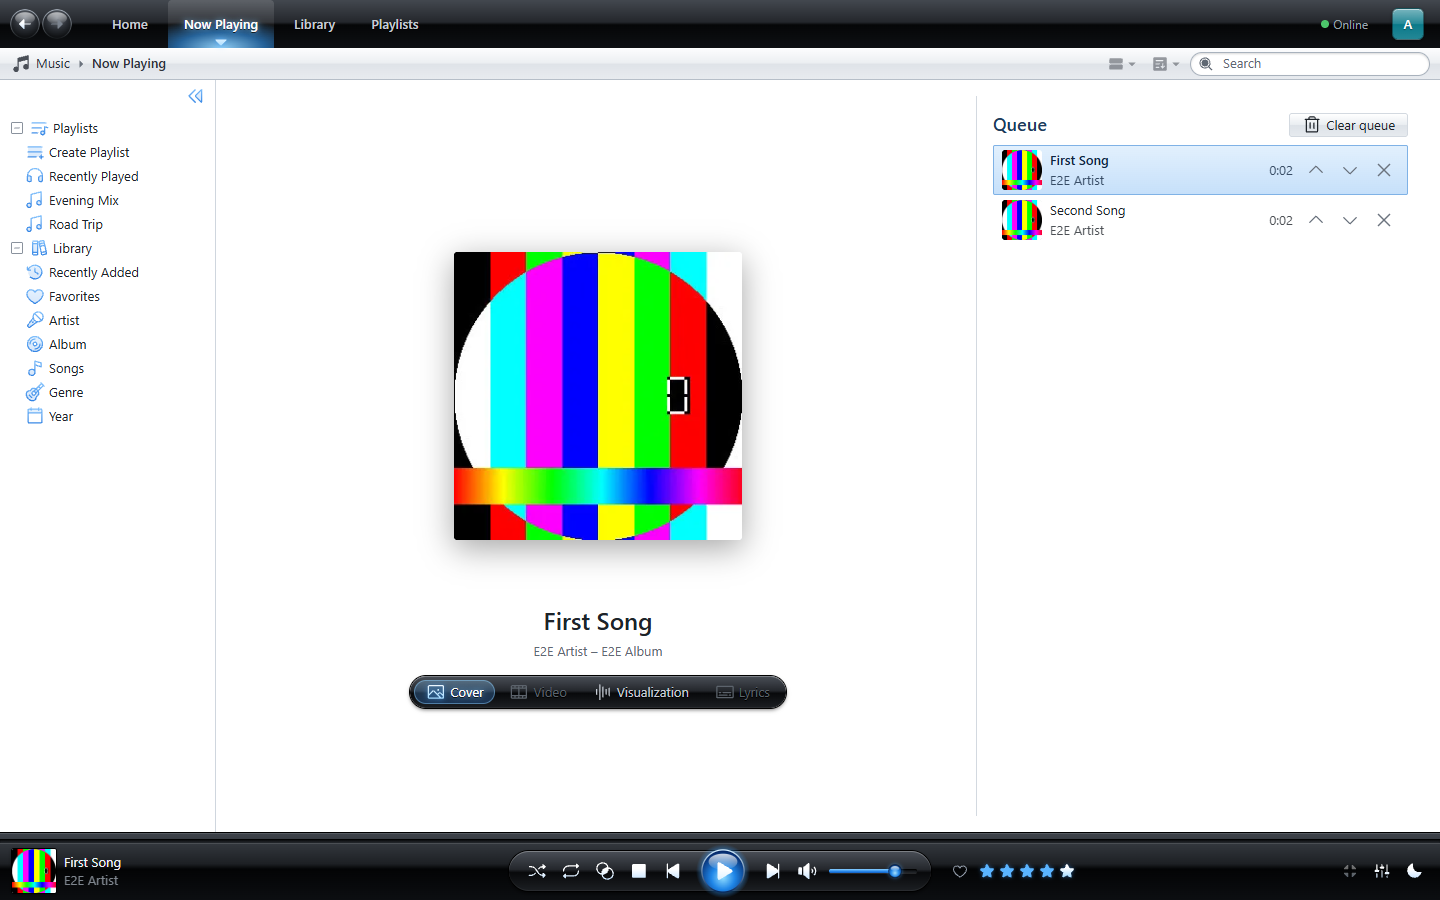 Home
Now Playing
Library
Playlists
Online
A
Music
Now Playing
Search
Playlists
Create Playlist
Recently Played
Evening Mix
Road Trip
Library
Recently Added
Favorites
Artist
Album
Songs
Genre
Year
First Song
E2E Artist – E2E Album
Cover
Video
Visualization
Lyrics
Queue
Clear queue
First Song
E2E Artist
0:02
Second Song
E2E Artist
0:02
First Song
E2E Artist